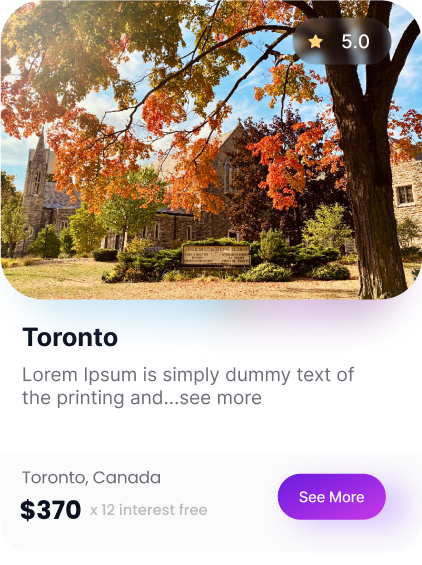 5.0
Toronto
Lorem Ipsum is simply dummy text of
the printing and...see more
Toronto, Canada
$370 x 12 interest free
See More